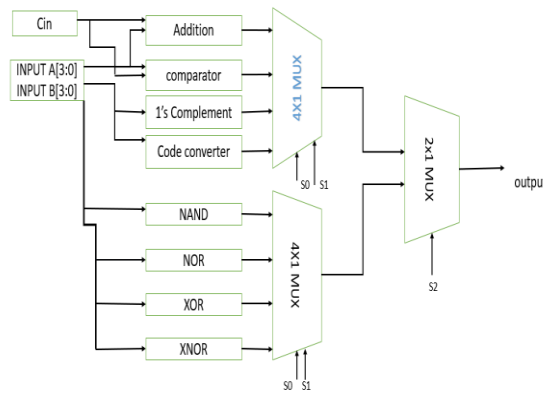 Cin
Addition
INPUT A[3:0]
INPUT B[3:0]
comparator
1's Complement
Code converter
4X1 MUX
S0 S1
2x1 MUX
outpu
S2
NAND
NOR
XOR
XNOR
4X1 MUX
S0 S1